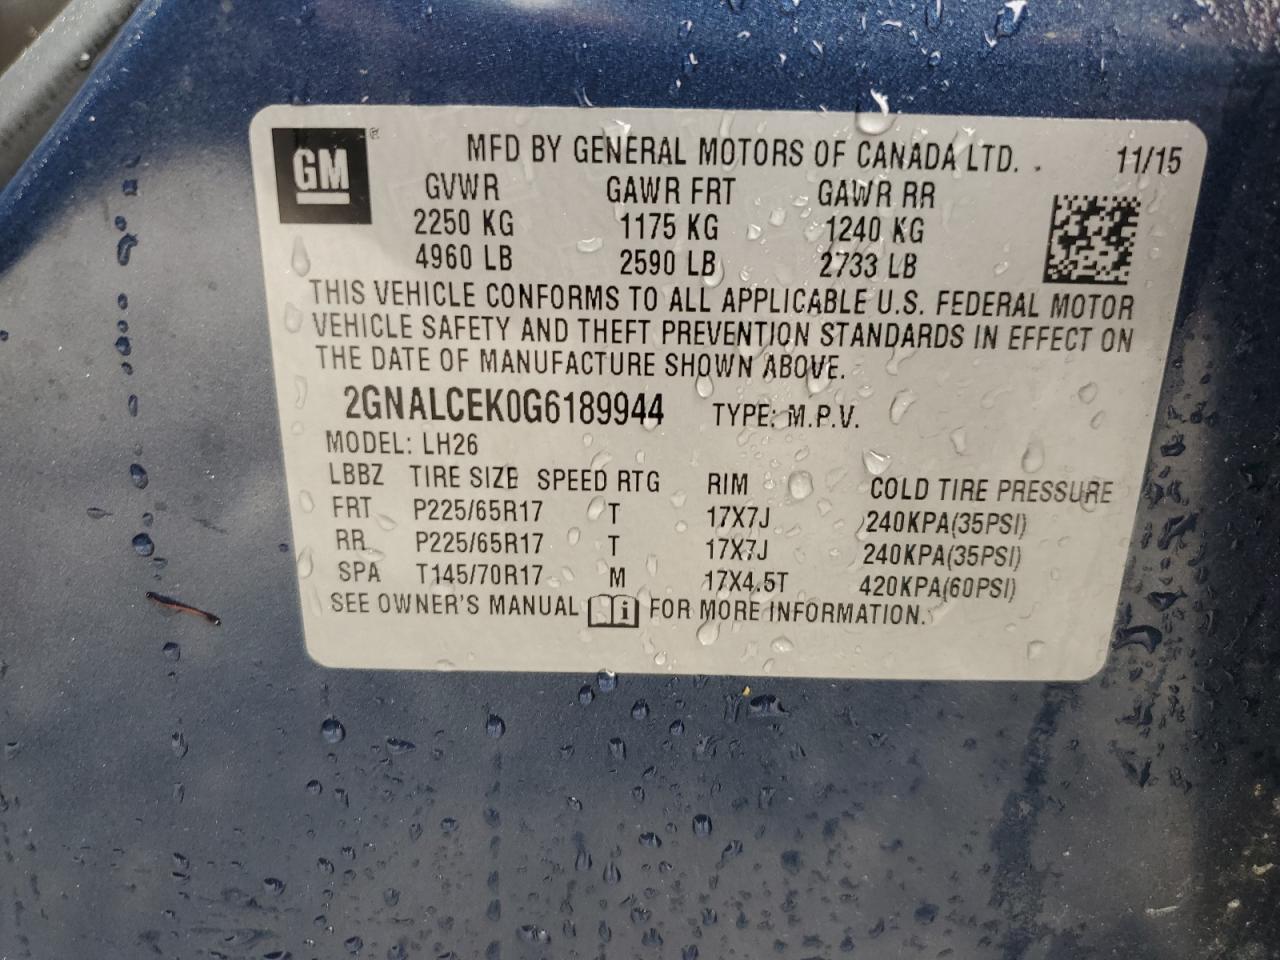 GM ®
MFD BY GENERAL MOTORS OF CANADA LTD. 11/15
GVWR GAWR FRT GAWR RR
2250 KG 1175 KG 1240 KG
4960 LB 2590 LB 2733 LB
THIS VEHICLE CONFORMS TO ALL APPLICABLE U.S. FEDERAL MOTOR
VEHICLE SAFETY AND THEFT PREVENTION STANDARDS IN EFFECT ON
THE DATE OF MANUFACTURE SHOWN ABOVE.
2GNALCEK0G6189944 TYPE: M.P.V.
MODEL: LH26
LBBZ TIRE SIZE SPEED RTG RIM COLD TIRE PRESSURE
FRT P225/65R17 T 17X7J 240KPA(35PSI)
RR P225/65R17 T 17X7J 240KPA(35PSI)
SPA T145/70R17 M 17X4.5T 420KPA(60PSI)
SEE OWNER'S MANUAL i FOR MORE INFORMATION.